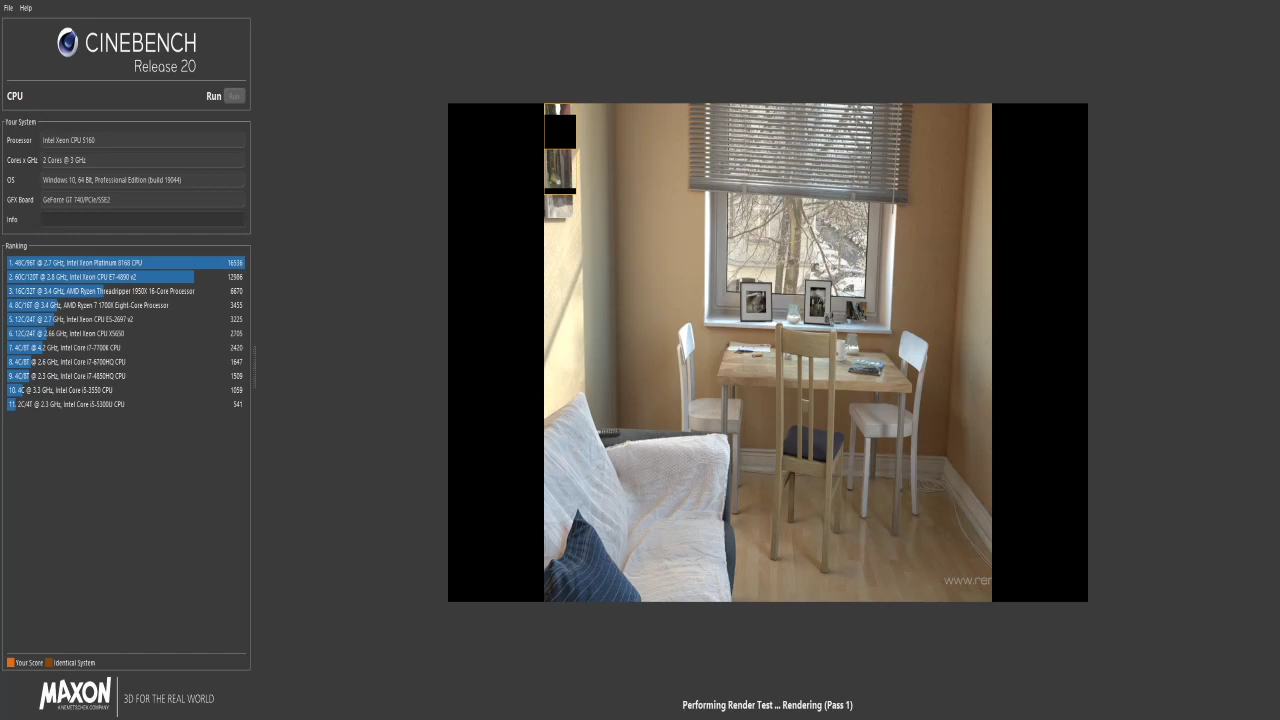 File Help
CINEBENCH
Release 20
CPU Run Run
Your System
Processor Intel Xeon CPU 5160
Cores x GHz 2 Cores @
OS Windows 10, 64 Bit, Professional
GFX Board GeForce GT 740/PCIe/SSE2
Info
Ranking
1. 48C/96T @ 2.7 GHz, Intel Xeon Platinum 8168 CPU 16536
2. 60C/120T @ 2.8 GHz, Intel Xeon CPU E7-4890 v2 12986
3. 16C/32T @ 3.4 GHz, AMD Ryzen Threadripper 1950X 16-Core Processor 6670
4. 8C/16T @ 3.4 GHz, AMD Ryzen 7 1700X Eight-Core Processor 3455
5. 12C/24T @ 2.7 GHz, Intel Xeon CPU E5-2697 v2 3225
6. 12C/24T @ 2.66 GHz, Intel Xeon CPU X5650 2705
7. 4C/8T @ 4.2 GHz, Intel Core i7-7700K CPU 2420
8. 4C/8T @ 2.6 GHz, Intel Core i7-6700HQ CPU 1647
9. 4C/8T @ 2.3 GHz, Intel Core i7-4850HQ CPU 1509
10. 4C @ 3.3 GHz, Intel Core i5-3550 CPU 1059
11. 2C/4T @ 2.3 GHz, Intel Core i5-5300U CPU 541
www.ren
Your Score Identical System
MAXON 3D FOR THE REAL WORLD
A NEMETSCHEK COMPANY
Performing Render Test ... Rendering (Pass 1)